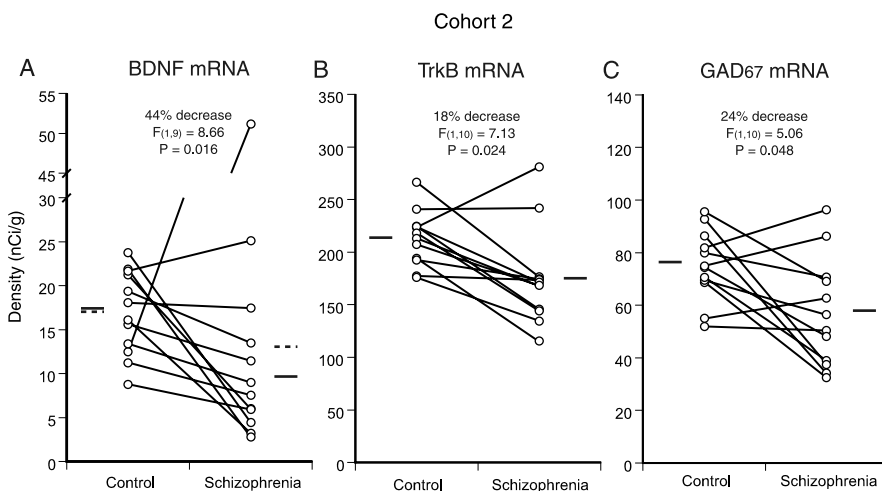 Cohort 2
A BDNF mRNA
44% decrease
F(1,9) = 8.66
P = 0.016
Density (nCi/g)
55
50
45
30
25
20
15
10
5
0
Control Schizophrenia
B TrkB mRNA
18% decrease
F(1,10) = 7.13
P = 0.024
350
300
250
200
150
100
50
0
Control Schizophrenia
C GAD67 mRNA
24% decrease
F(1,10) = 5.06
P = 0.048
140
120
100
80
60
40
20
0
Control Schizophrenia